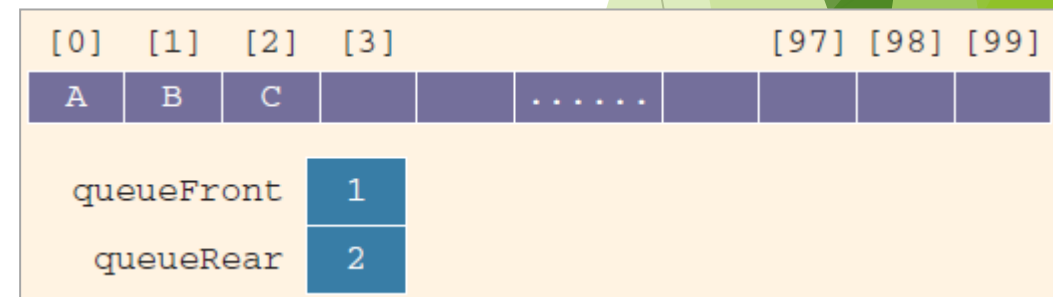 [0] [1] [2] [3] [97] [98] [99]
A B C ......
queueFront 1
queueRear 2